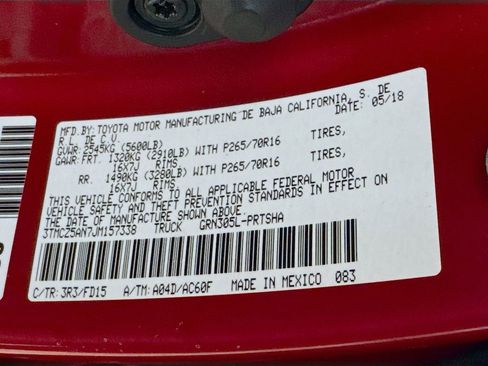 MFD.BY: TOYOTA MOTOR MANUFACTURING DE BAJA CALIFORNIA, S. DE
R.L. DE C.V. DATE: 05/18
GVWR: 2545KG (5600LB)
GAWR: FRT. 1320KG (2910LB) WITH P265/70R16 TIRES,
16X7J RIMS
RR. 1490KG (3280LB) WITH P265/70R16 TIRES,
16X7J RIMS
THIS VEHICLE CONFORMS TO ALL APPLICABLE FEDERAL MOTOR
VEHICLE SAFETY AND THEFT PREVENTION STANDARDS IN EFFECT ON
THE DATE OF MANUFACTURE SHOWN ABOVE.
3TMCZ5AN7JM157338 TRUCK GRN305L-PRTSHA
C/TR: 3R3/FD15 A/TM: A04D/AC60F MADE IN MEXICO 083